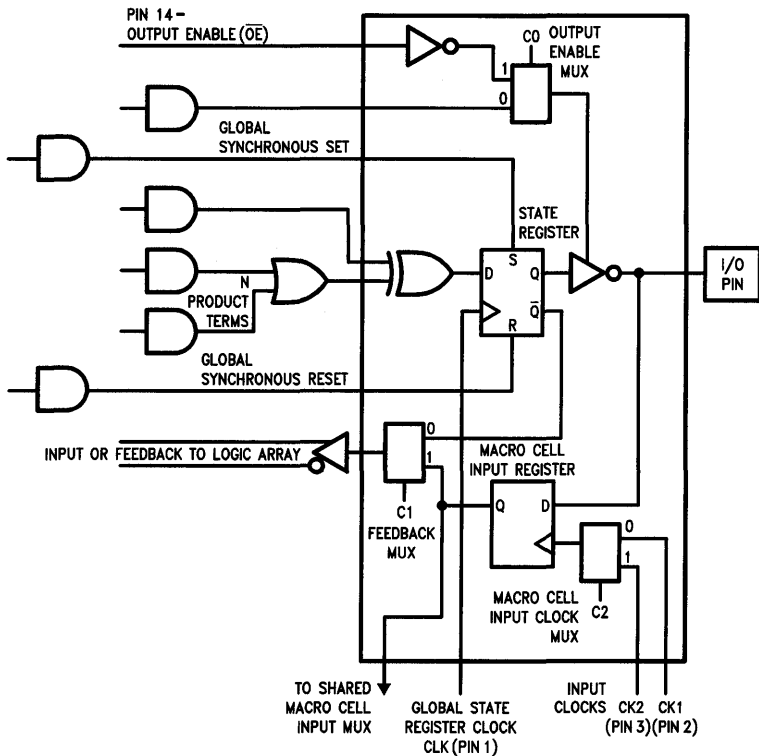 PIN 14-
OUTPUT ENABLE (OE)
C0
OUTPUT
ENABLE
MUX
1
0
GLOBAL
SYNCHRONOUS SET
STATE
REGISTER
S
D
Q
Q
R
I/O
PIN
N
PRODUCT
TERMS
GLOBAL
SYNCHRONOUS RESET
INPUT OR FEEDBACK TO LOGIC ARRAY
0
1
C1
FEEDBACK
MUX
MACRO CELL
INPUT REGISTER
Q
D
0
1
C2
MACRO CELL
INPUT CLOCK
MUX
TO SHARED
MACRO CELL
INPUT MUX
GLOBAL STATE
REGISTER CLOCK
CLK (PIN 1)
INPUT
CLOCKS
CK2
(PIN 3)
CK1
(PIN 2)